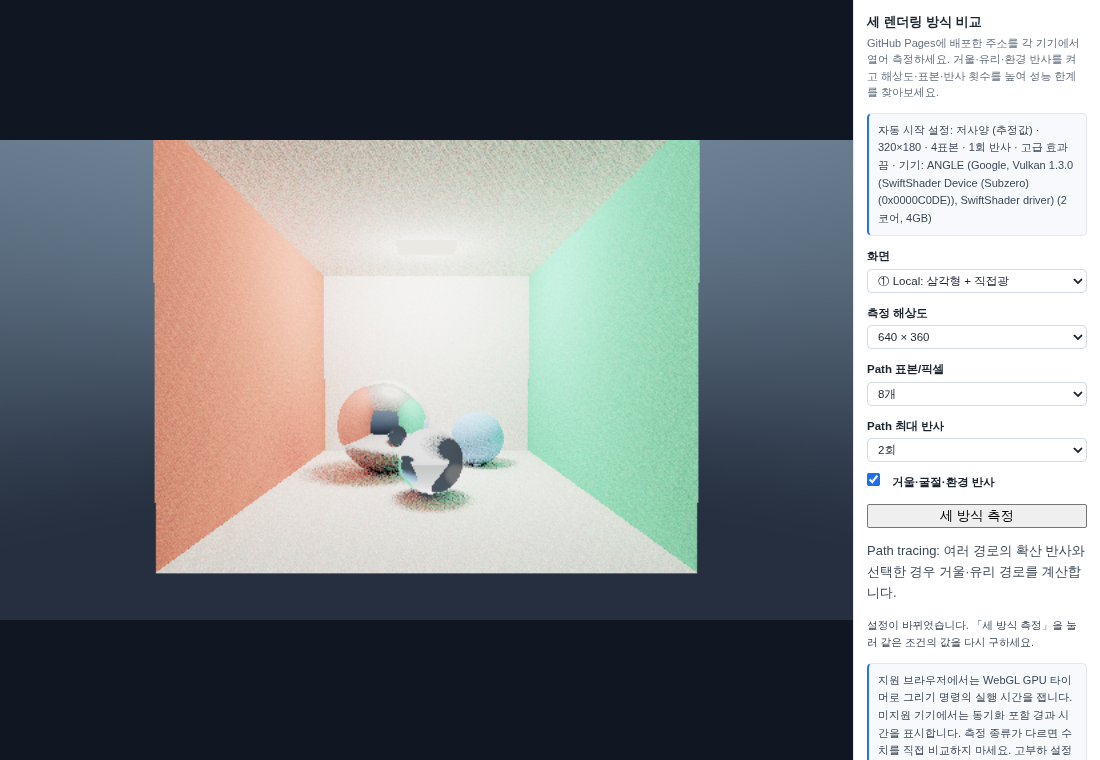 세 렌더링 방식 비교
GitHub Pages에 배포한 주소를 각 기기에서
열어 측정하세요. 거울·유리·환경 반사를 켜
고 해상도·표본·반사 횟수를 높여 성능 한계
를 찾아보세요.
자동 시작 설정: 저사양 (추정값) ·
320×180 · 4표본 · 1회 반사 · 고급 효과
끔 · 기기: ANGLE (Google, Vulkan 1.3.0
(SwiftShader Device (Subzero)
(0x0000C0DE)), SwiftShader driver) (2
코어, 4GB)
화면
① Local: 삼각형 + 직접광
측정 해상도
640 × 360
Path 표본/픽셀
8개
Path 최대 반사
2회
거울·굴절·환경 반사
세 방식 측정
Path tracing: 여러 경로의 확산 반사와
선택한 경우 거울·유리 경로를 계산합
니다.
설정이 바뀌었습니다. 「세 방식 측정」을 눌
러 같은 조건의 값을 다시 구하세요.
지원 브라우저에서는 WebGL GPU 타이
머로 그리기 명령의 실행 시간을 잽니다.
미지원 기기에서는 동기화 포함 경과 시
간을 표시합니다. 측정 종류가 다르면 수
치를 직접 비교하지 마세요. 고부하 설정